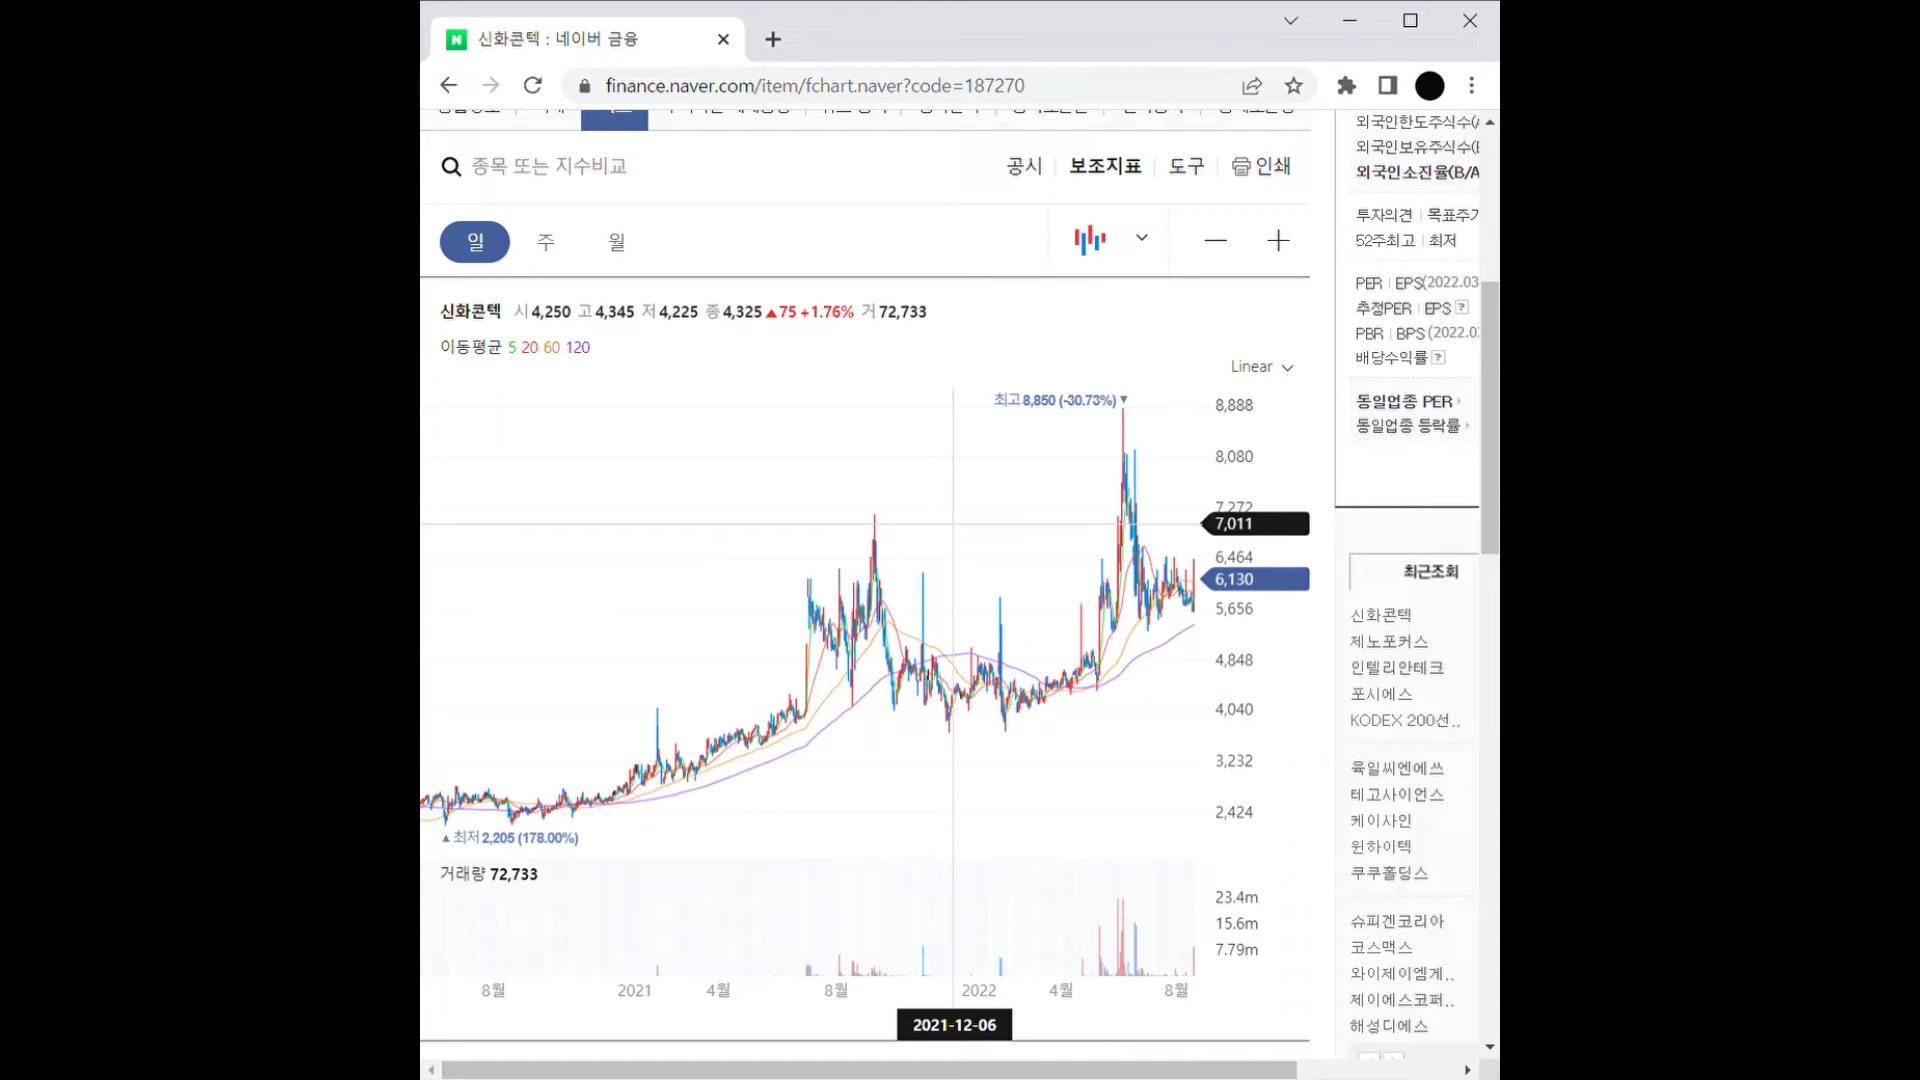 신화콘텍 : 네이버 금융
finance.naver.com/item/fchart.naver?code=187270
종목 또는 지수비교
공시 보조지표 도구 인쇄
일 주 월
신화콘텍 시 4,250 고 4,345 저 4,225 종 4,325 ▲75 +1.76% 거 72,733
이동평균 5 20 60 120
Linear
최고 8,850 (-30.73%) ▼
8,888
8,080
7,272
7,011
6,464
6,130
5,656
4,848
4,040
3,232
2,424
▲최저 2,205 (178.00%)
거래량 72,733
23.4m
15.6m
7.79m
8월 2021 4월 8월 2022 4월 8월
2021-12-06
외국인한도주식수(A
외국인보유주식수(B
외국인소진율(B/A
투자의견 | 목표주가
52주최고 | 최저
PER | EPS(2022.03
추정PER | EPS ?
PBR | BPS (2022.0
배당수익률 ?
동일업종 PER
동일업종 등락률
최근조회
신화콘텍
제노포커스
인텔리안테크
포시에스
KODEX 200선..
육일씨엔에쓰
테고사이언스
케이사인
윈하이텍
쿠쿠홀딩스
슈피겐코리아
코스맥스
와이제이엠게..
제이에스코퍼..
해성디에스